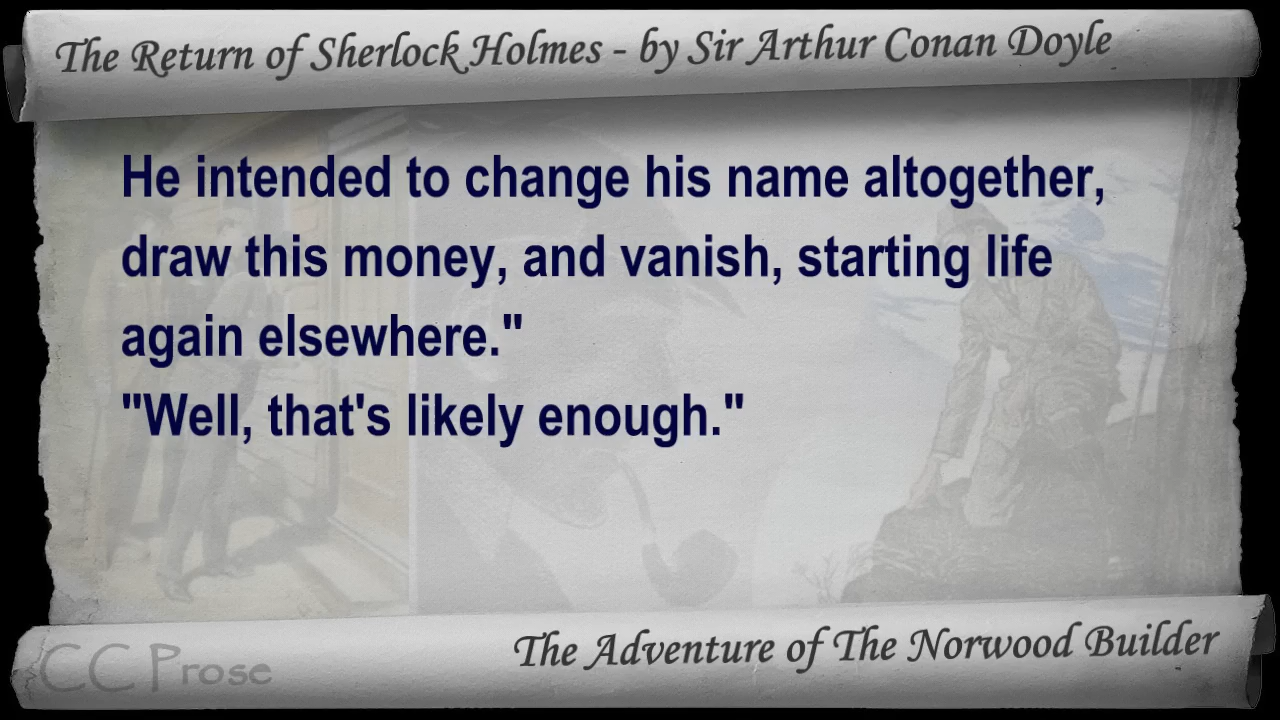 The Return of Sherlock Holmes - by Sir Arthur Conan Doyle
He intended to change his name altogether,
draw this money, and vanish, starting life
again elsewhere."
"Well, that's likely enough."
The Adventure of The Norwood Builder
CC Prose